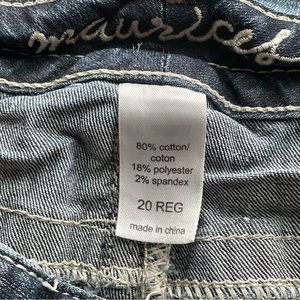 maurices
80% cotton/
coton
18% polyester
2% spandex
20 REG
made in china